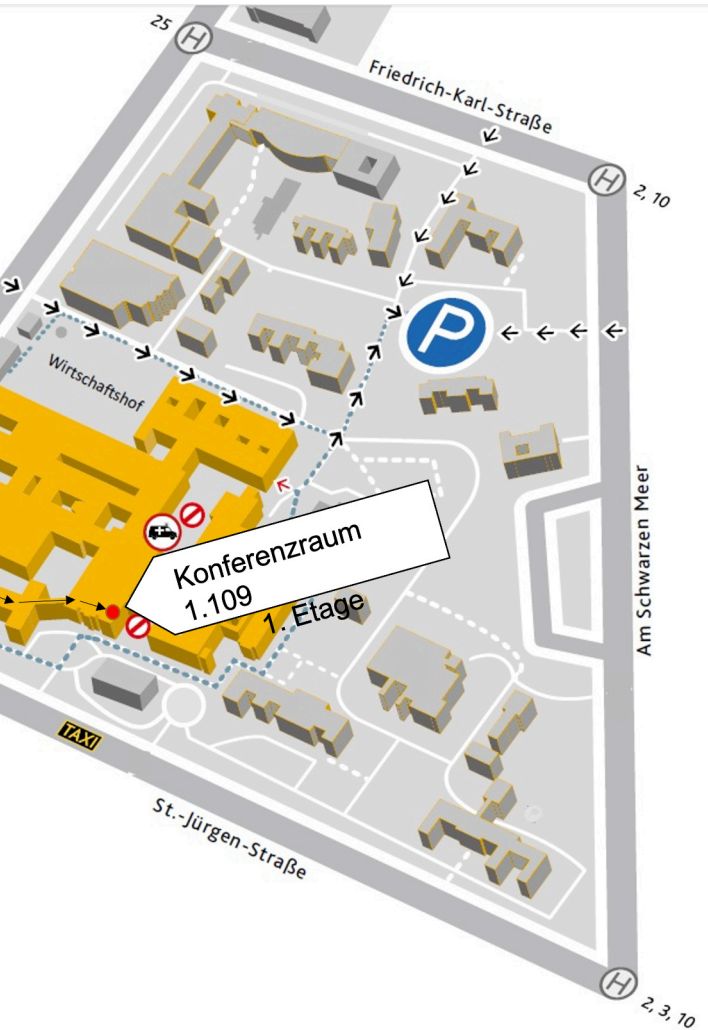 25
H
Friedrich-Karl-Straße
H
2, 10
P
Wirtschaftshof
Am Schwarzen Meer
Konferenzraum
1.109
1. Etage
TAXI
St.-Jürgen-Straße
H
2, 3, 10